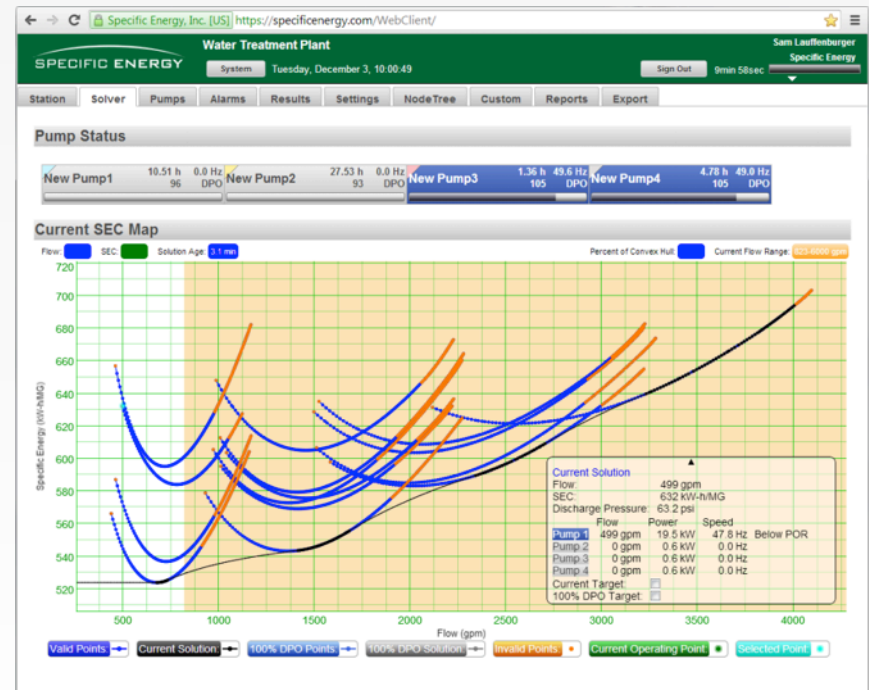 Specific Energy, Inc. [US] https://specificenergy.com/WebClient/
SPECIFIC ENERGY
Water Treatment Plant
System Tuesday, December 3, 10:00:49
Sam Lauffenburger
Specific Energy
Sign Out 9min 58sec
Station Solver Pumps Alarms Results Settings NodeTree Custom Reports Export
Pump Status
New Pump1 10.51 h 0.0 Hz
96 DPO
New Pump2 27.53 h 0.0 Hz
93 DPO
New Pump3 1.36 h 49.6 Hz
105 DPO
New Pump4 4.78 h 49.0 Hz
105 DPO
Current SEC Map
Flow: SEC: Solution Age: 3.1 min Percent of Convex Hull: Current Flow Range: 825-6000 gpm
720
700
680
660
640
620
600
580
560
540
520
Specific Energy (kW-h/MG)
500 1000 1500 2000 2500 3000 3500 4000
Flow (gpm)
Current Solution
Flow: 499 gpm
SEC: 632 kW-h/MG
Discharge Pressure: 63.2 psi
Flow Power Speed
Pump 1 499 gpm 19.5 kW 47.8 Hz Below POR
Pump 2 0 gpm 0.6 kW 0.0 Hz
Pump 3 0 gpm 0.6 kW 0.0 Hz
Pump 4 0 gpm 0.6 kW 0.0 Hz
Current Target:
100% DPO Target:
Valid Points Current Solution 100% DPO Points 100% DPO Solution Invalid Points Current Operating Point Selected Point